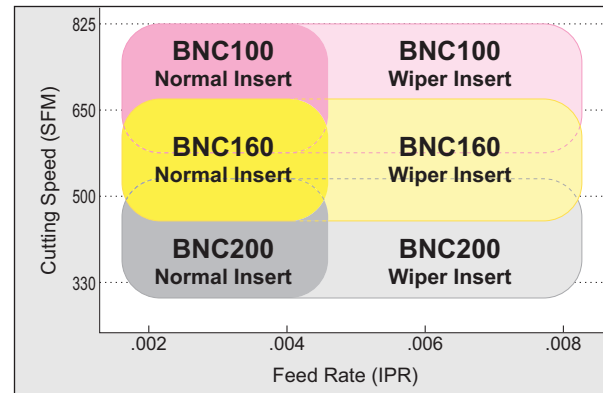 825
650
500
330
Cutting Speed (SFM)
BNC100
Normal Insert
BNC100
Wiper Insert
BNC160
Normal Insert
BNC160
Wiper Insert
BNC200
Normal Insert
BNC200
Wiper Insert
.002
.004
.006
.008
Feed Rate (IPR)